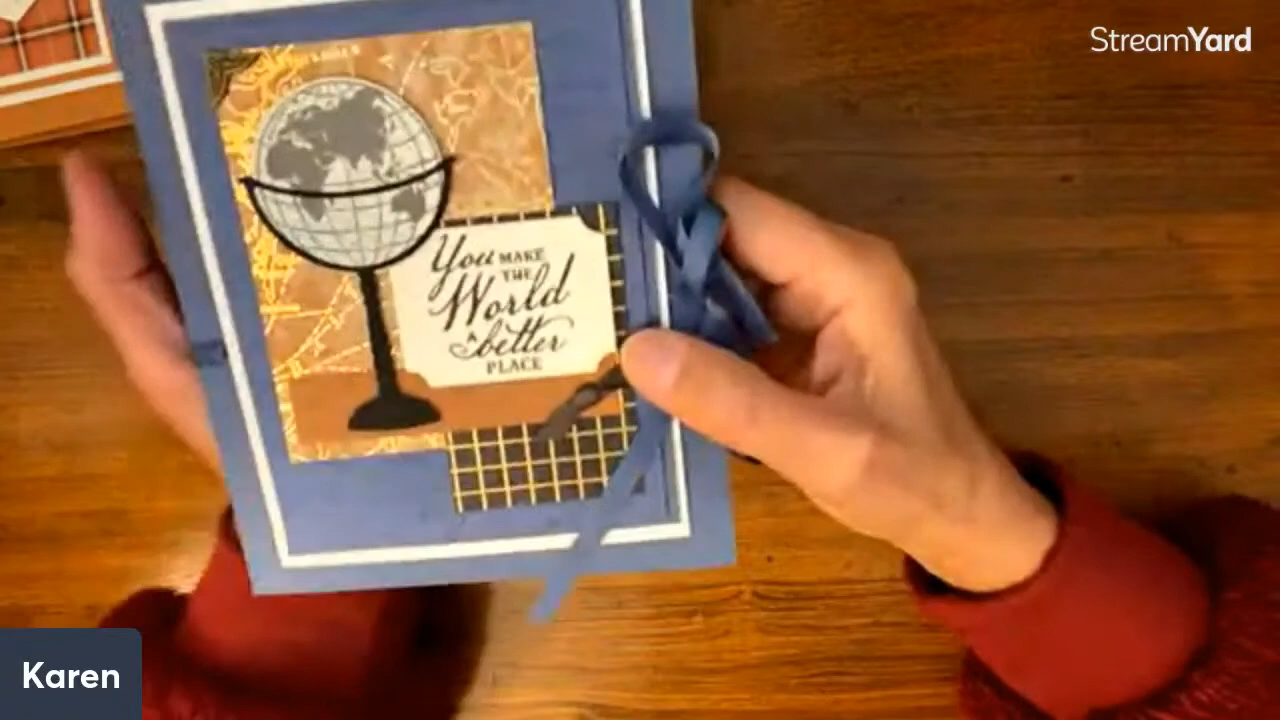 StreamYard
You MAKE
THE
World
A better
PLACE
Karen